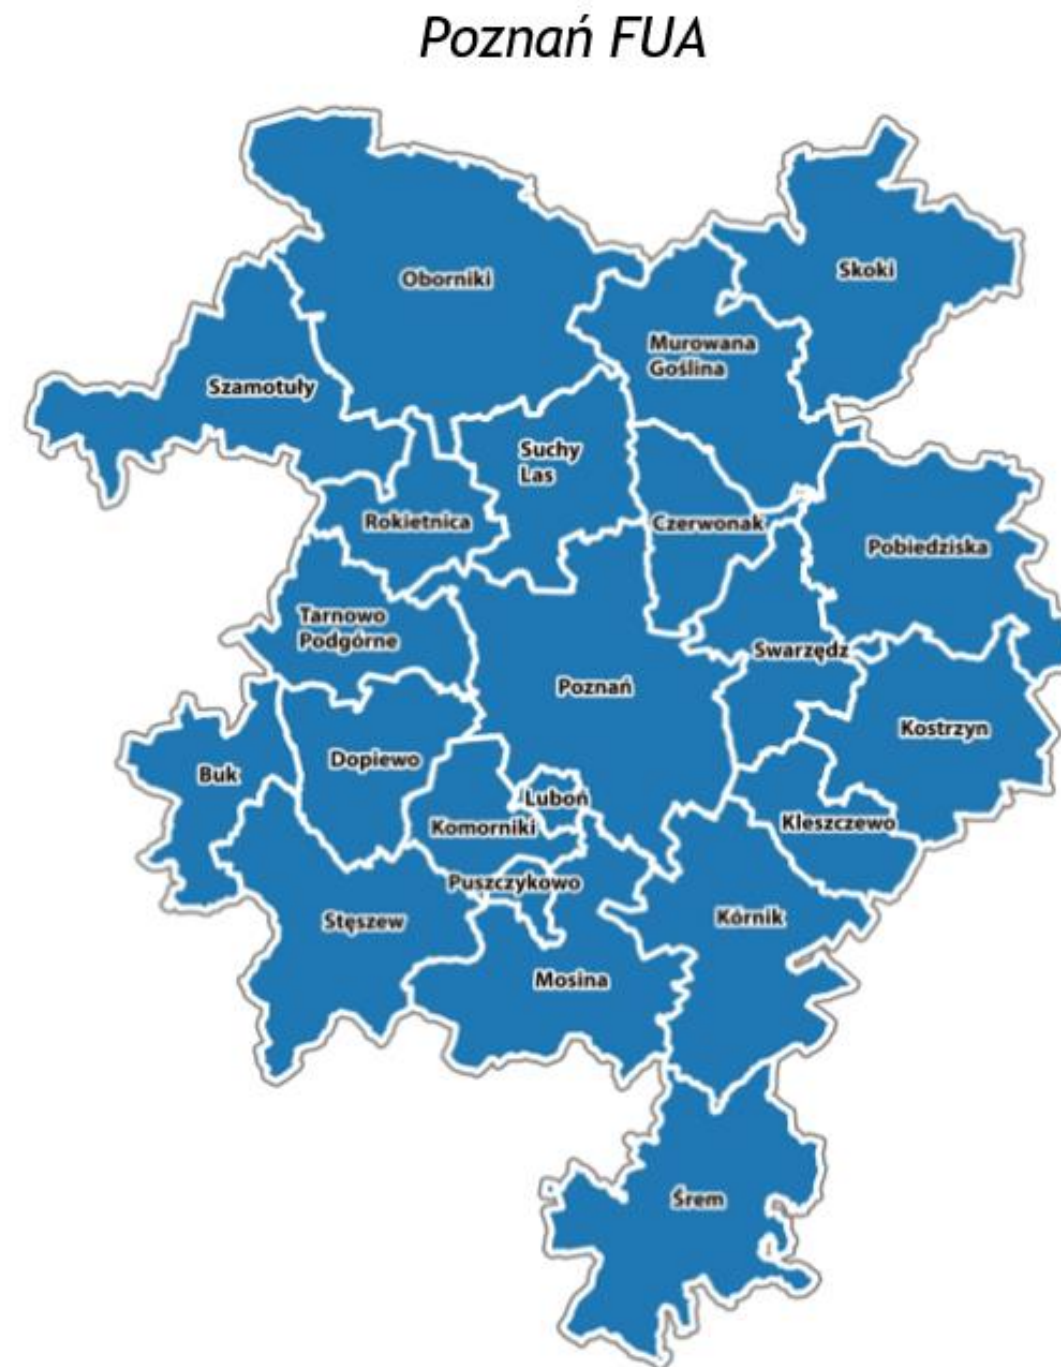 Poznań FUA
Oborniki
Skoki
Murowana
Goślina
Szamotuły
Suchy
Las
Rokietnica
Czerwonak
Pobiedziska
Tarnowo
Podgórne
Swarzędz
Poznań
Kostrzyn
Dopiewo
Buk
Luboń
Komorniki
Kleszczewo
Puszczykowo
Stęszew
Kórnik
Mosina
Śrem